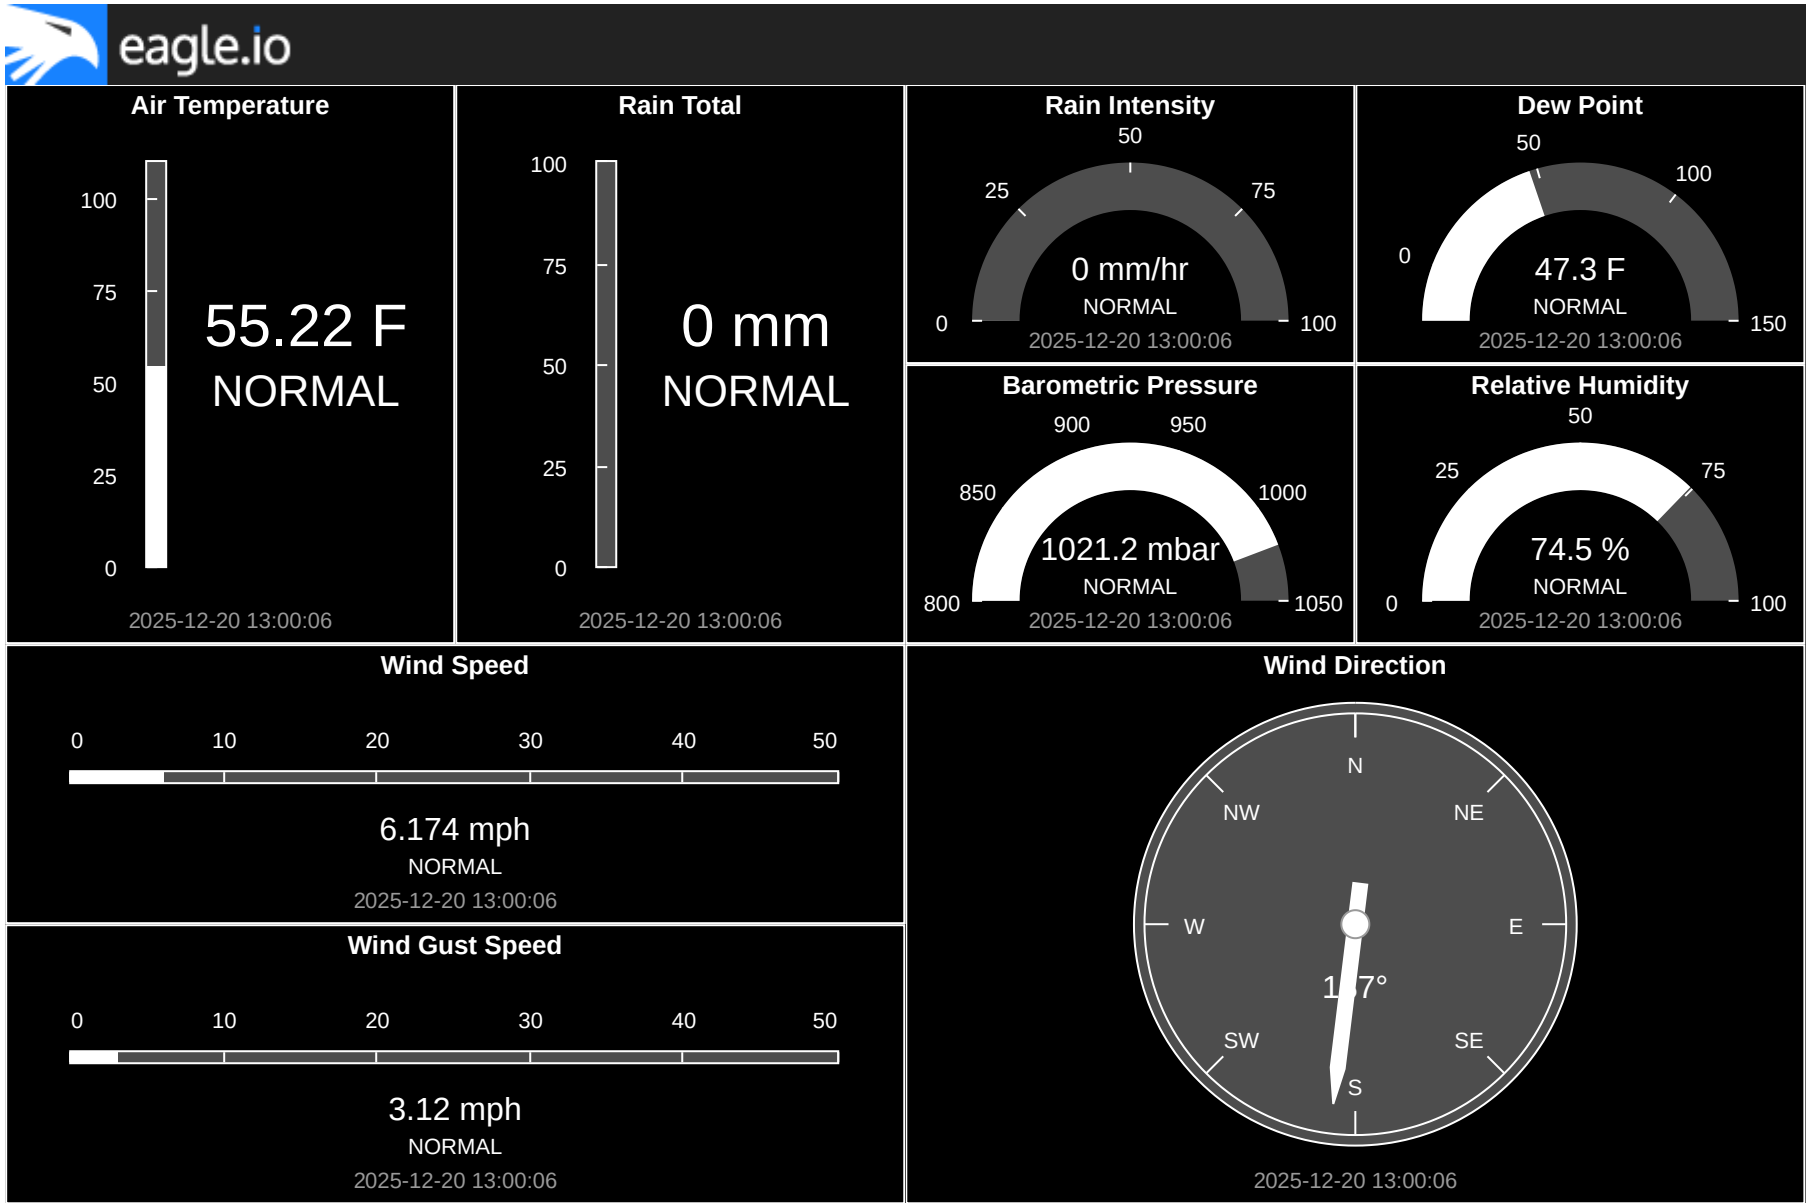 eagle.io
Air Temperature
100
75
50
25
0
55.22 F
NORMAL
2025-12-20 13:00:06
Rain Total
100
75
50
25
0
0 mm
NORMAL
2025-12-20 13:00:06
Rain Intensity
50
25
75
0
100
0 mm/hr
NORMAL
2025-12-20 13:00:06
Dew Point
50
100
0
150
47.3 F
NORMAL
2025-12-20 13:00:06
Barometric Pressure
900
950
850
1000
800
1050
1021.2 mbar
NORMAL
2025-12-20 13:00:06
Relative Humidity
50
25
75
0
100
74.5 %
NORMAL
2025-12-20 13:00:06
Wind Speed
0 10 20 30 40 50
6.174 mph
NORMAL
2025-12-20 13:00:06
Wind Gust Speed
0 10 20 30 40 50
3.12 mph
NORMAL
2025-12-20 13:00:06
Wind Direction
N
NW
NE
W
E
SW
SE
S
2025-12-20 13:00:06